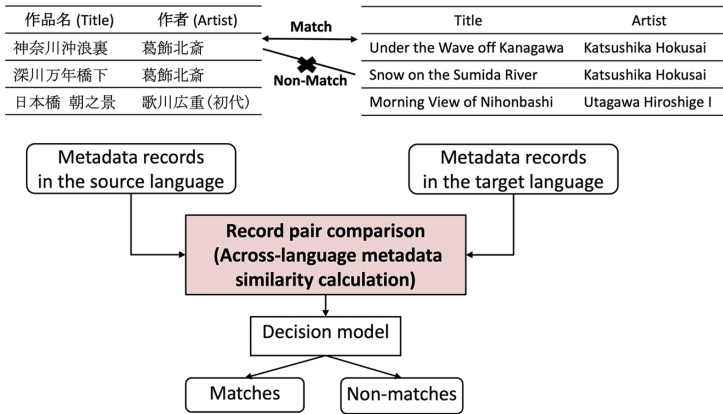 作品名 (Title) 作者 (Artist)
神奈川沖浪裏 葛飾北斎
深川万年橋下 葛飾北斎
日本橋 朝之景 歌川広重(初代)
Match
Non-Match
Title Artist
Under the Wave off Kanagawa Katsushika Hokusai
Snow on the Sumida River Katsushika Hokusai
Morning View of Nihonbashi Utagawa Hiroshige I
Metadata records
in the source language
Metadata records
in the target language
Record pair comparison
(Across-language metadata
similarity calculation)
Decision model
Matches
Non-matches